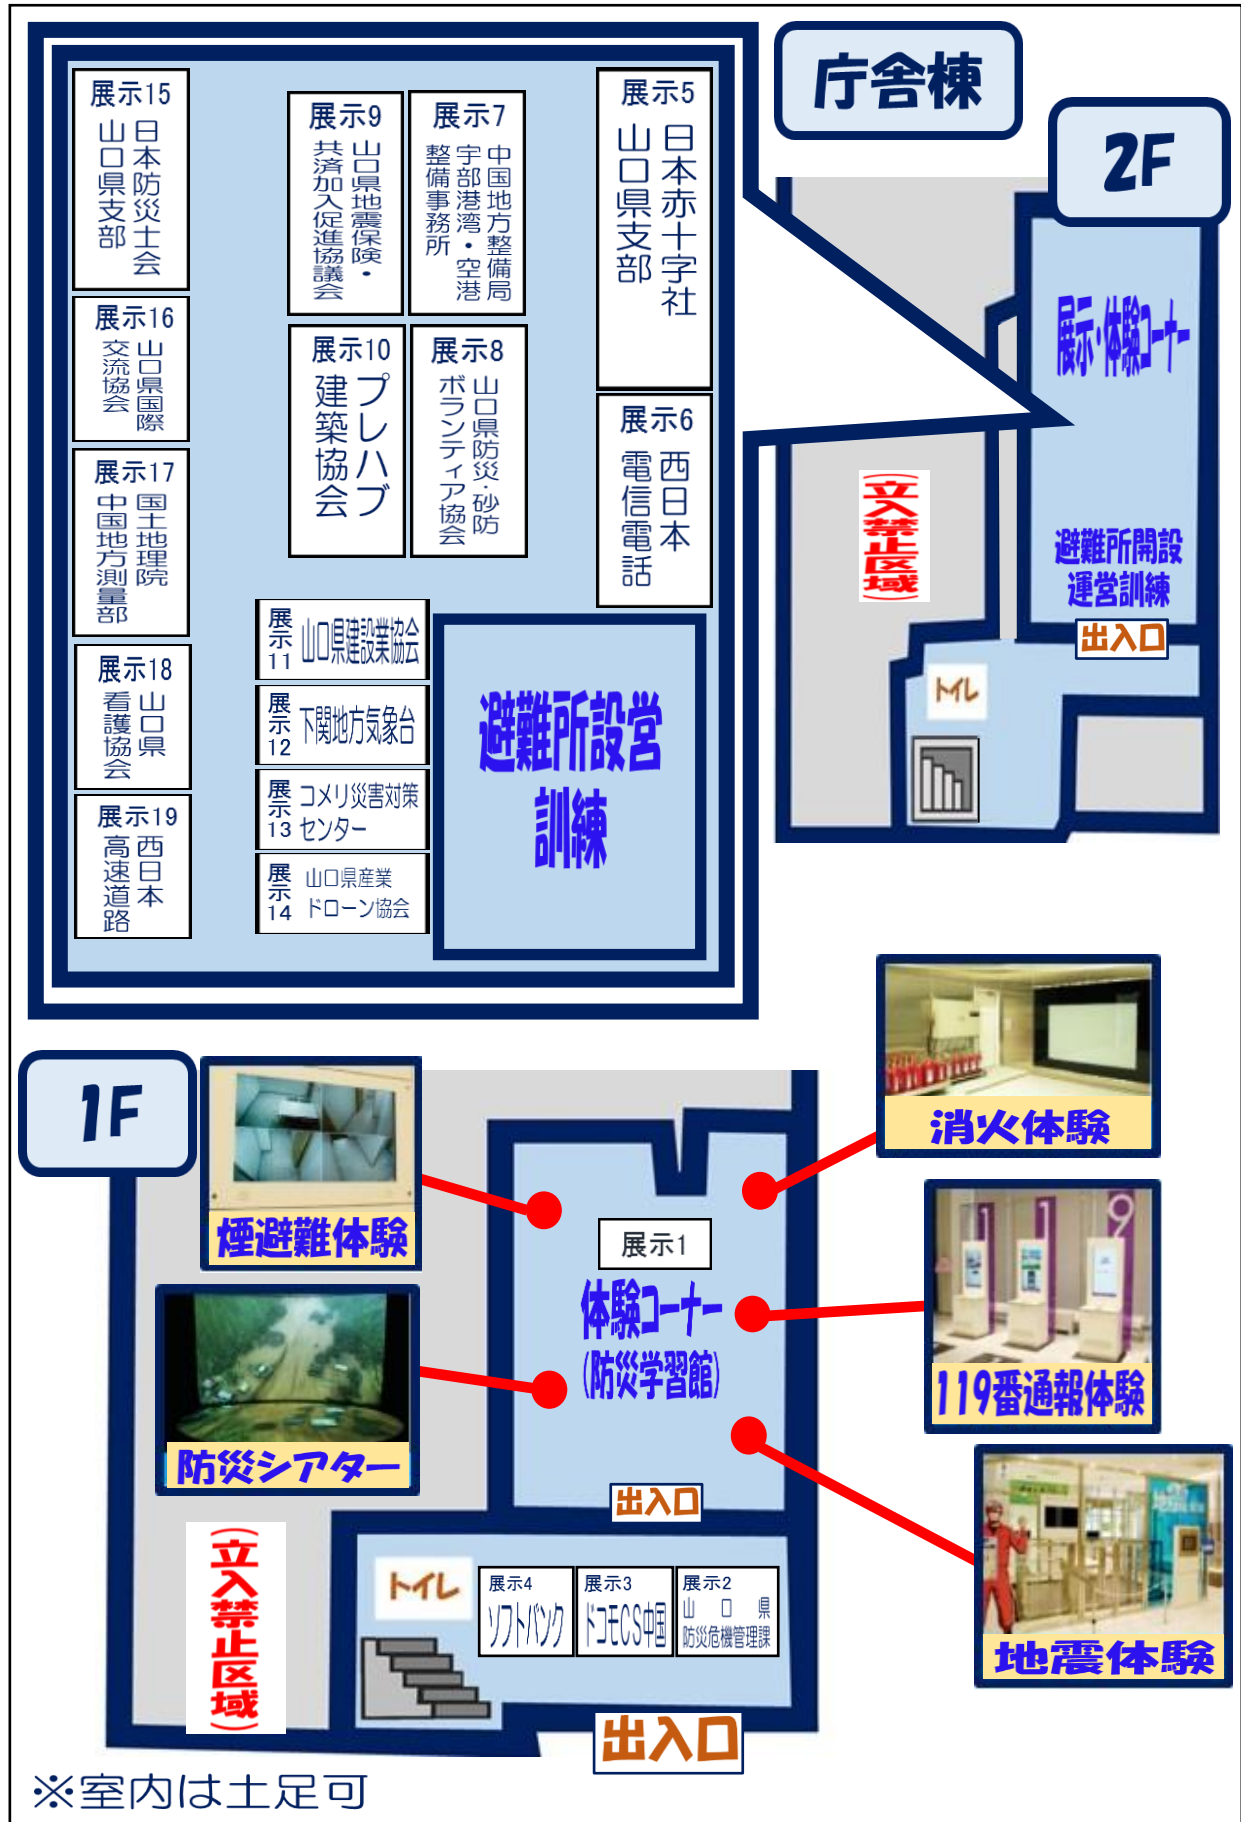 庁舎棟
2F
展示15
日本防災士会
山口県支部
展示9
山口県地震保険・
共済加入促進協議会
展示7
中国地方整備局
宇部港湾・空港
整備事務所
展示5
日本赤十字社
山口県支部
展示16
山口県国際
交流協会
展示10
プレハブ
建築協会
展示8
山口県防災・砂防
ボランティア協会
展示6
西日本
電信電話
展示17
国土地理院
中国地方測量部
展示18
山口県
看護協会
展示19
西日本
高速道路
展示11
山口県建設業協会
展示12
下関地方気象台
展示13
コメリ災害対策
センター
展示14
山口県産業
ドローン協会
避難所設営
訓練
展示・体験コーナー
(立入禁止区域)
避難所開設
運営訓練
出入口
トイレ
1F
煙避難体験
消火体験
展示1
体験コーナー
(防災学習館)
119
119番通報体験
防災シアター
地震体験
出入口
(立入禁止区域)
トイレ
展示4
ソフトバンク
展示3
ドコモCS中国
展示2
山口県
防災危機管理課
出入口
※室内は土足可